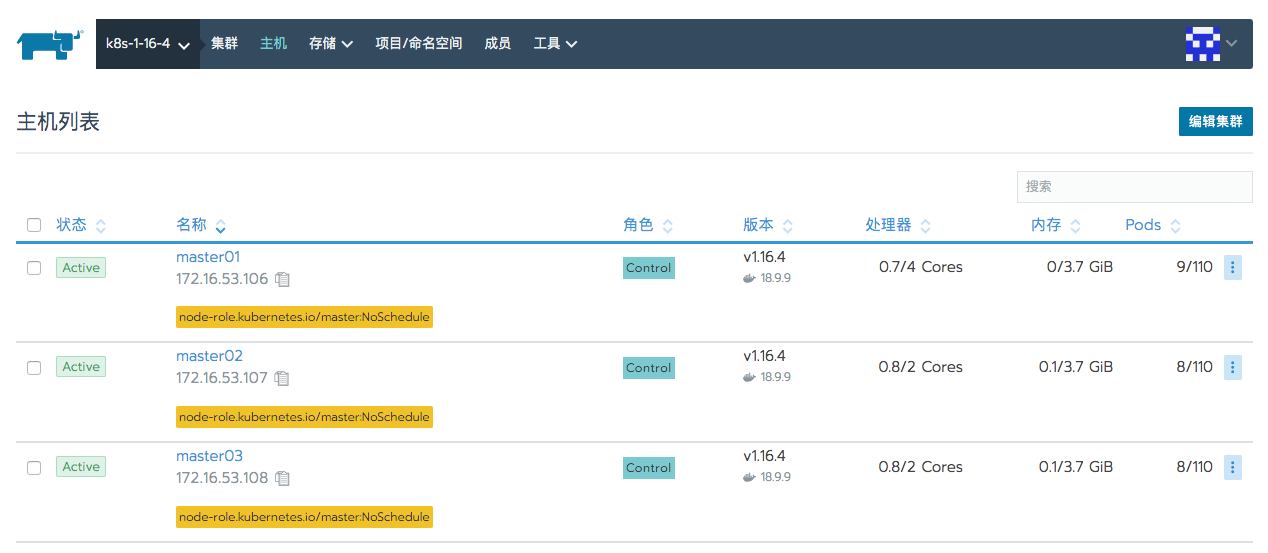 k8s-1-16-4 集群 主机 存储 项目/命名空间 成员 工具
主机列表 编辑集群
搜索
状态 名称 角色 版本 处理器 内存 Pods
Active master01 Control v1.16.4 0.7/4 Cores 0/3.7 GiB 9/110
172.16.53.106 18.9.9
node-role.kubernetes.io/master:NoSchedule
Active master02 Control v1.16.4 0.8/2 Cores 0.1/3.7 GiB 8/110
172.16.53.107 18.9.9
node-role.kubernetes.io/master:NoSchedule
Active master03 Control v1.16.4 0.8/2 Cores 0.1/3.7 GiB 8/110
172.16.53.108 18.9.9
node-role.kubernetes.io/master:NoSchedule